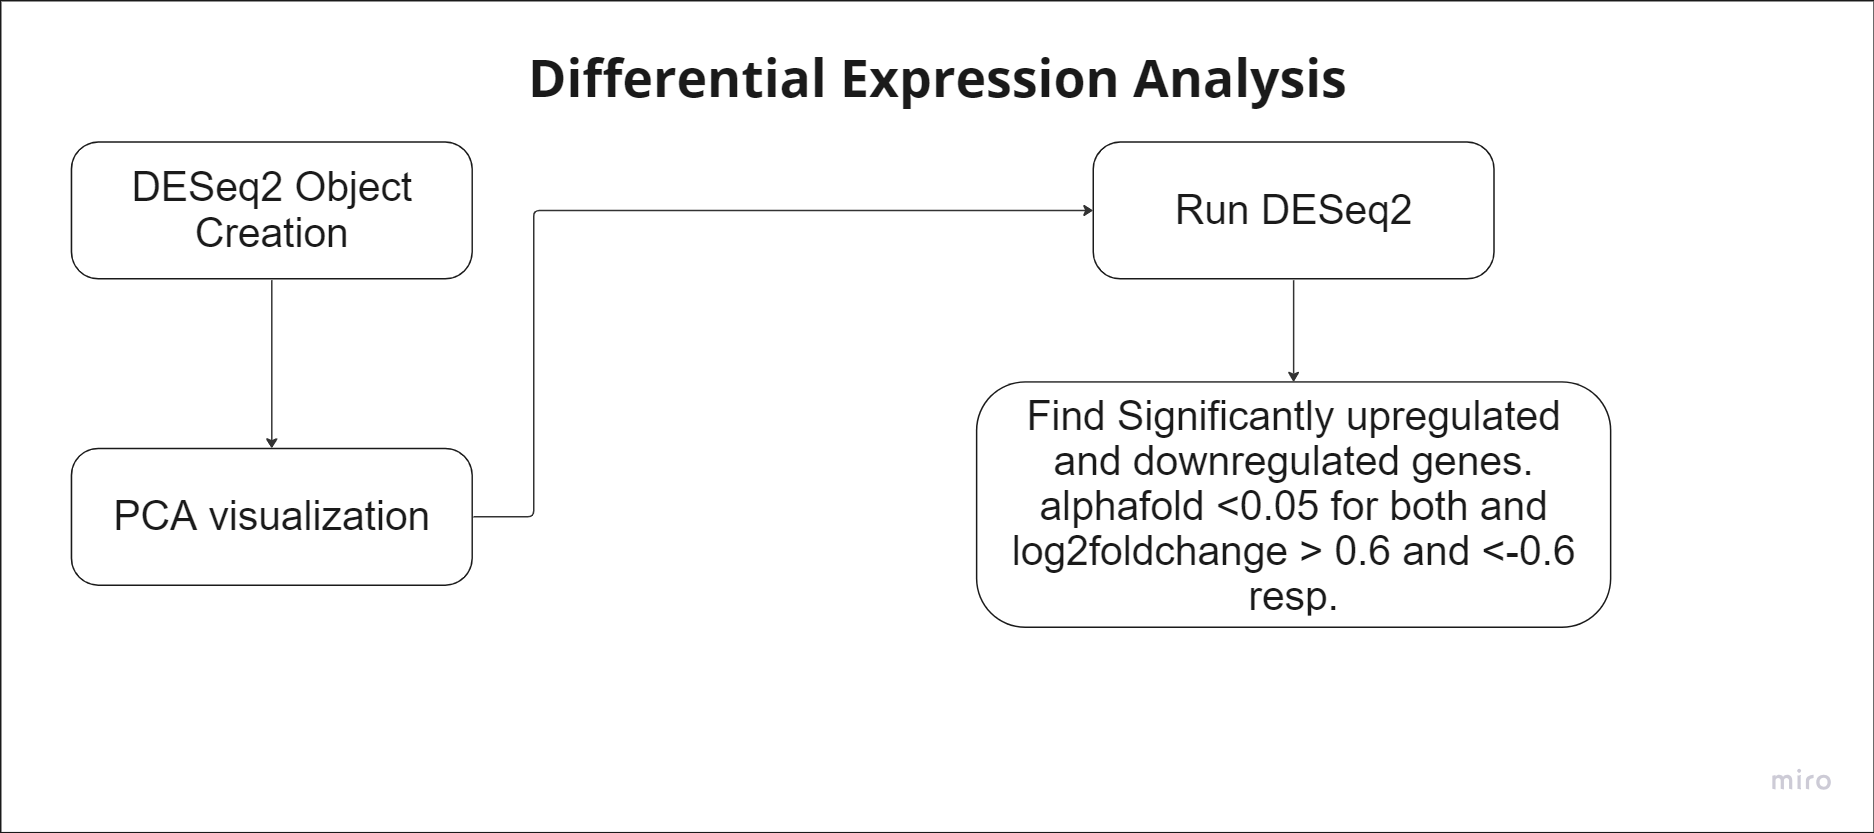 Differential Expression Analysis
DESeq2 Object
Creation
PCA visualization
Run DESeq2
Find Significantly upregulated
and downregulated genes.
alphafold <0.05 for both and
log2foldchange > 0.6 and <-0.6
resp.
miro